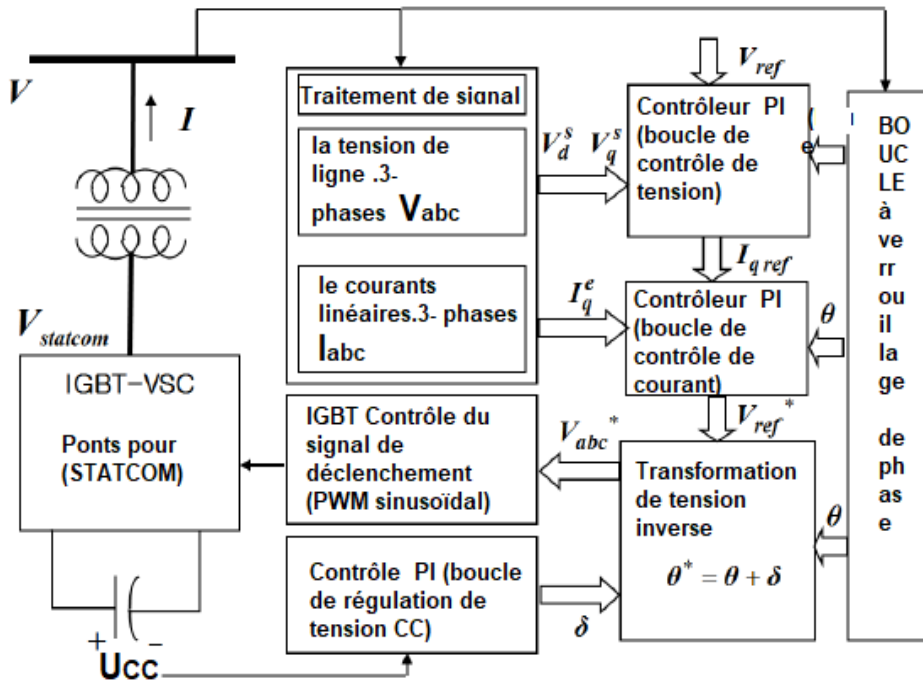 V
I
V statcom
IGBT-VSC
Ponts pour
(STATCOM)
+ -
Ucc
Traitement de signal
la tension de
ligne .3-
phases Vabc
le courants
linéaires.3- phases
Iabc
IGBT Contrôle du
signal de
déclenchement
(PWM sinusoïdal)
Contrôle PI (boucle
de régulation de
tension CC)
V_d^s V_q^s
I_q^e
V_abc^*
δ
V_ref
Contrôleur PI
(boucle de
contrôle de
tension)
(
e
I_q ref
Contrôleur PI
(boucle de
contrôle de
courant)
V_ref^*
Transformation
de tension
inverse
θ^* = θ + δ
θ
θ
BO
UC
LE
à
ve
rr
ou
il
la
ge
de
ph
as
e